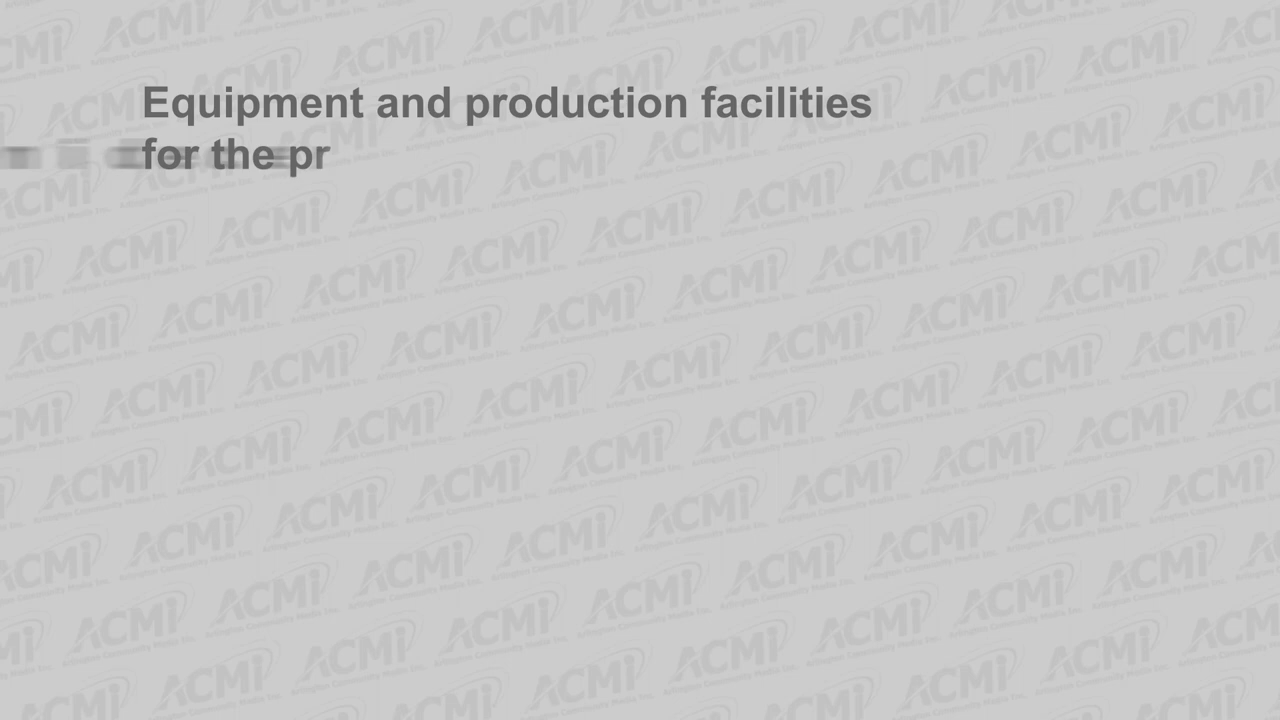 Equipment and production facilities
for the pr